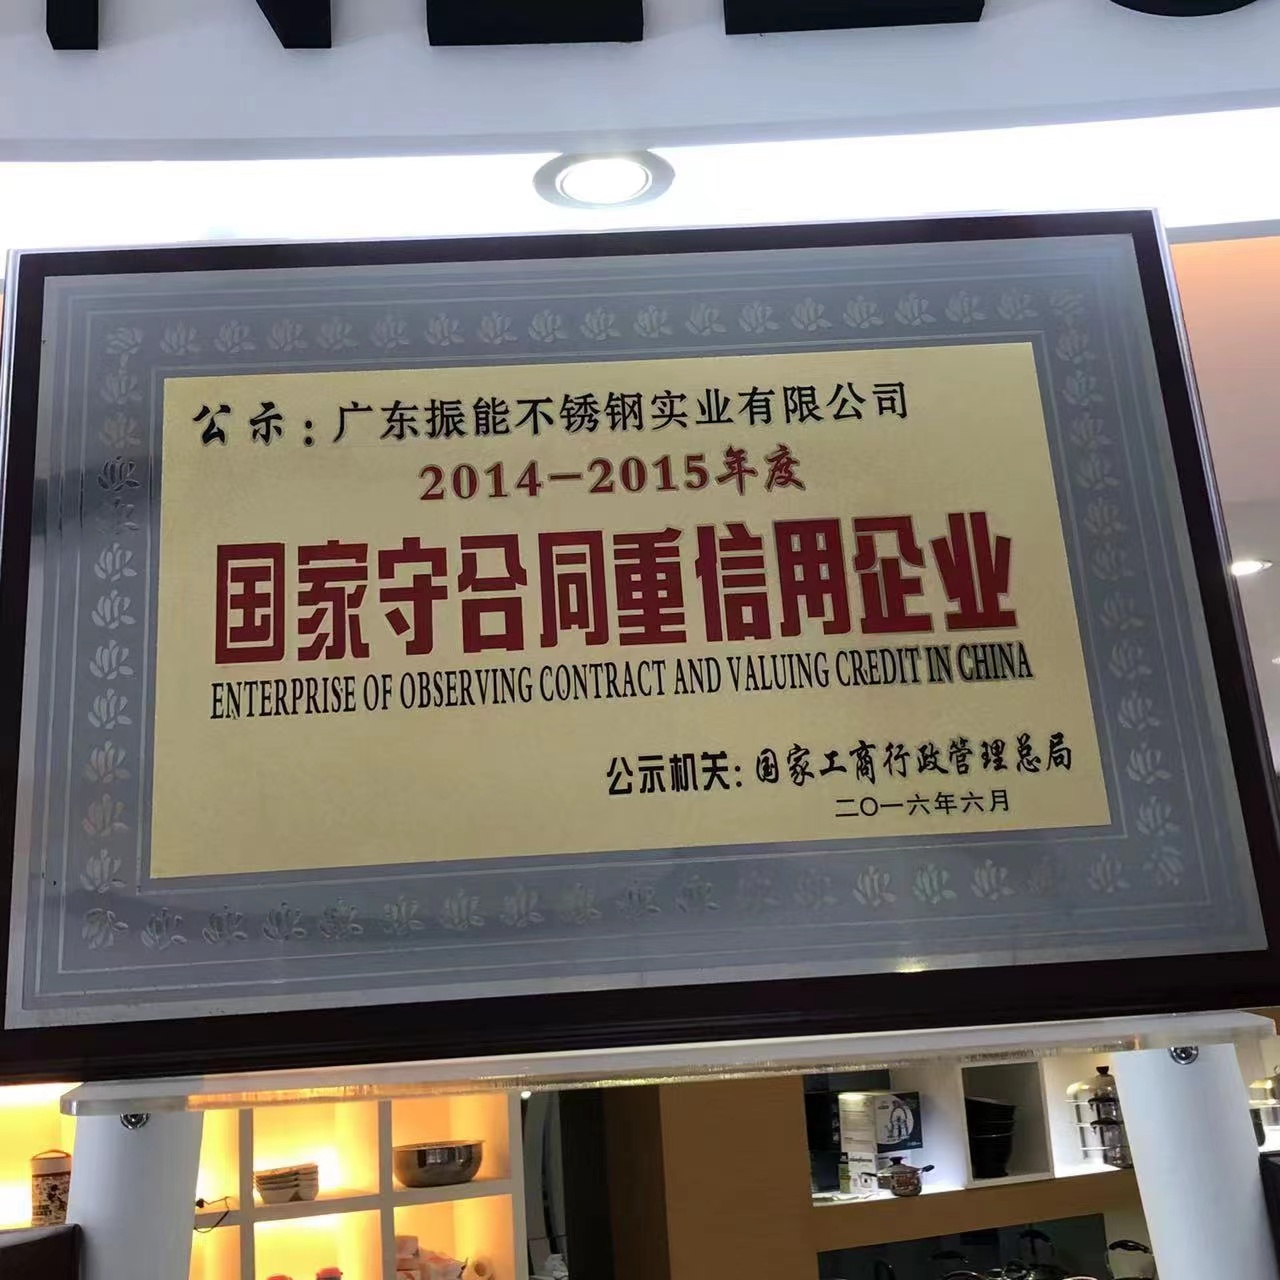 公示:广东振能不锈钢实业有限公司
2014-2015年度
国家守合同重信用企业
ENTERPRISE OF OBSERVING CONTRACT AND VALUING CREDIT IN CHINA
公示机关:国家工商行政管理总局
二〇一六年六月